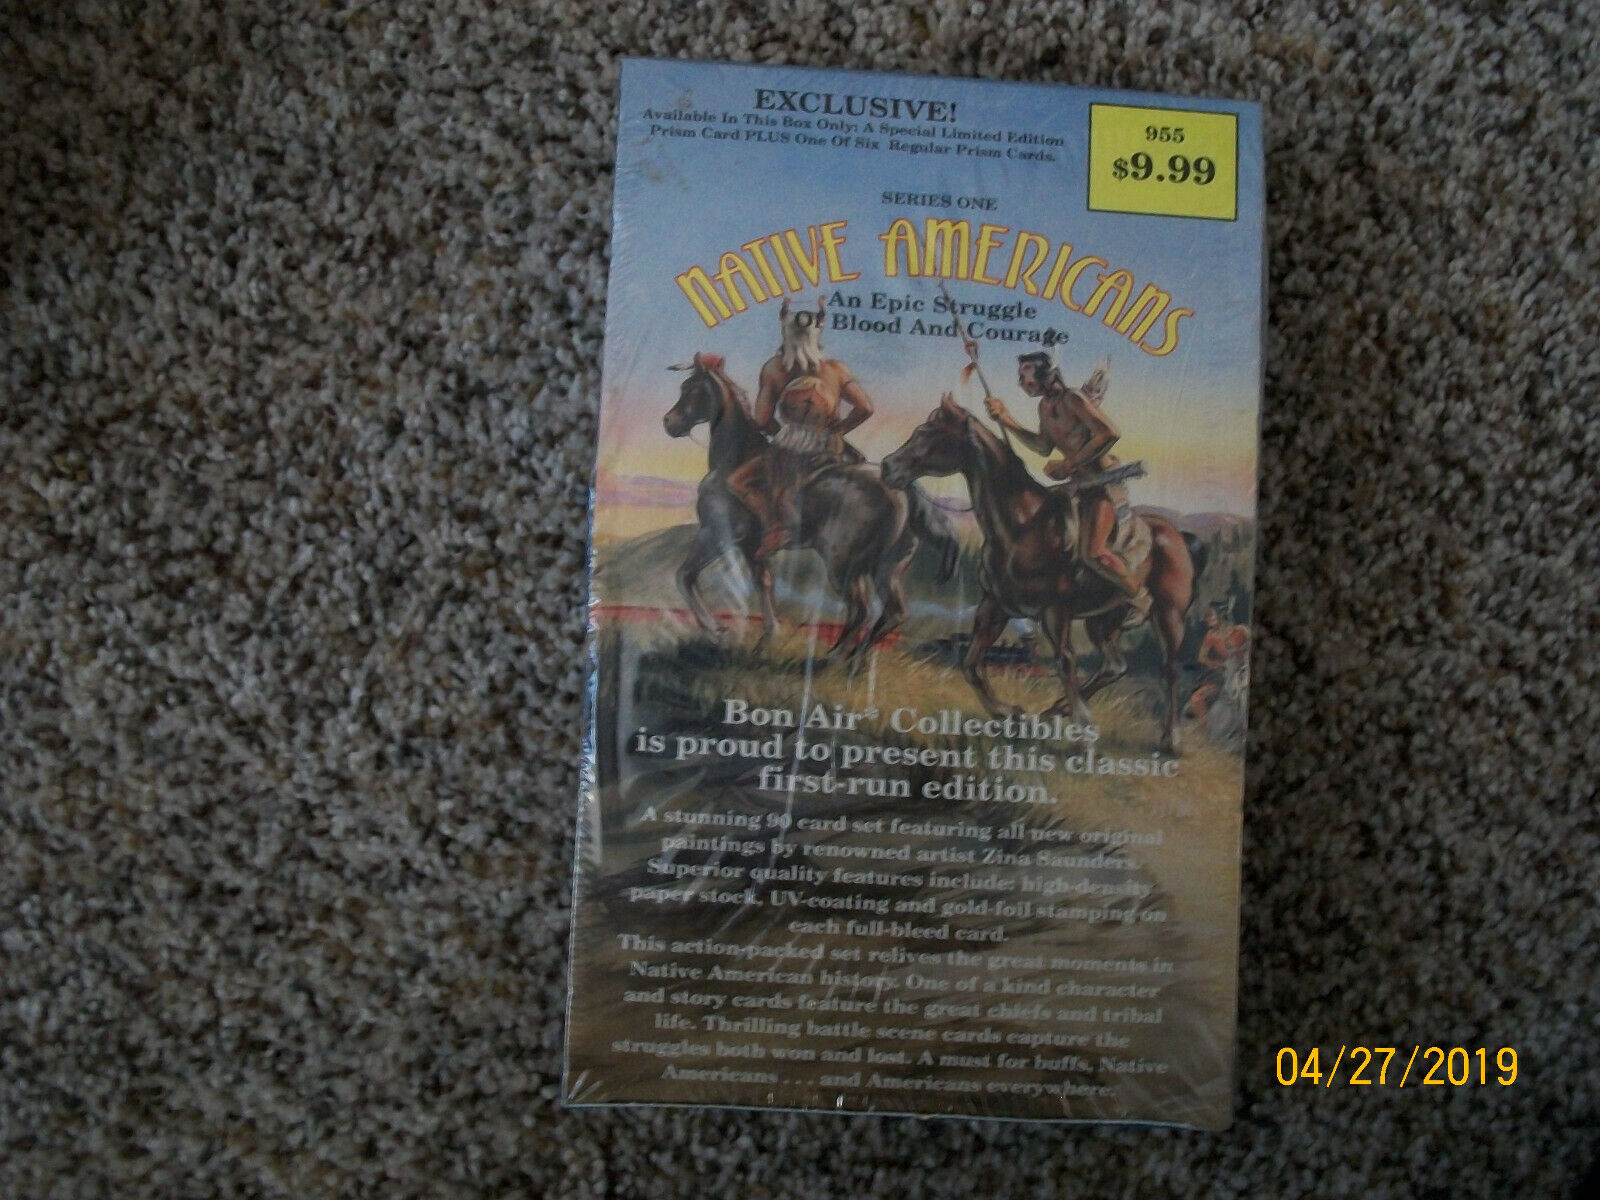 EXCLUSIVE!
Available In This Box Only: A Special Limited Edition
Prism Card PLUS One Of Six Regular Prism Cards.
955
$9.99
SERIES ONE
NATIVE AMERICANS
An Epic Struggle
Of Blood And Courage
Bon Air® Collectibles
is proud to present this classic
first-run edition.
A stunning 90 card set featuring all new original
paintings by renowned artist Zina Saunders.
Superior quality features include: high-density
paper stock, UV-coating and gold-foil stamping on
each full-bleed card.
This action-packed set relives the great moments in
Native American history. One of a kind character
and story cards feature the great chiefs and tribal
life. Thrilling battle scene cards capture the
struggles both won and lost. A must for buffs, Native
Americans . . . and Americans everywhere.
04/27/2019